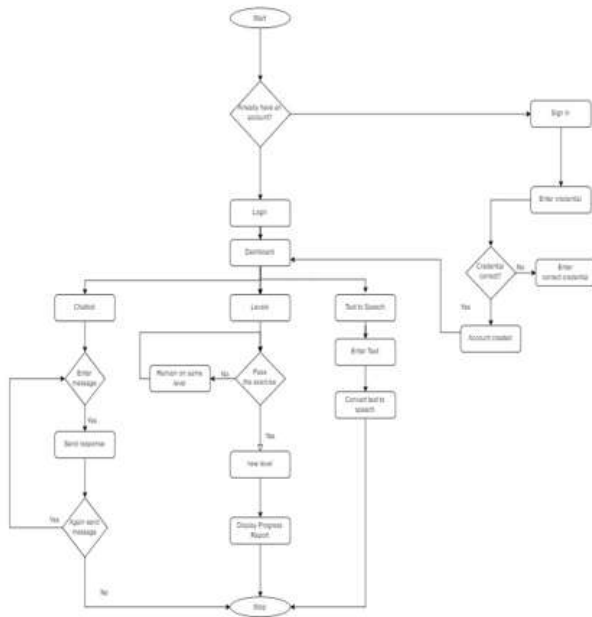 Start
Already have an
account?
Sign in
Login
Enter credential
Dashboard
Credential
correct?
No
Enter
correct credential
Yes
Account created
Chatbot
Levels
Text to Speech
Enter
message
Remain on same
level
No
Pass
the exercise
Enter Text
Yes
Convert text to
speech
Send response
Yes
new level
Yes
Again send
message
Display Progress
Report
No
Stop